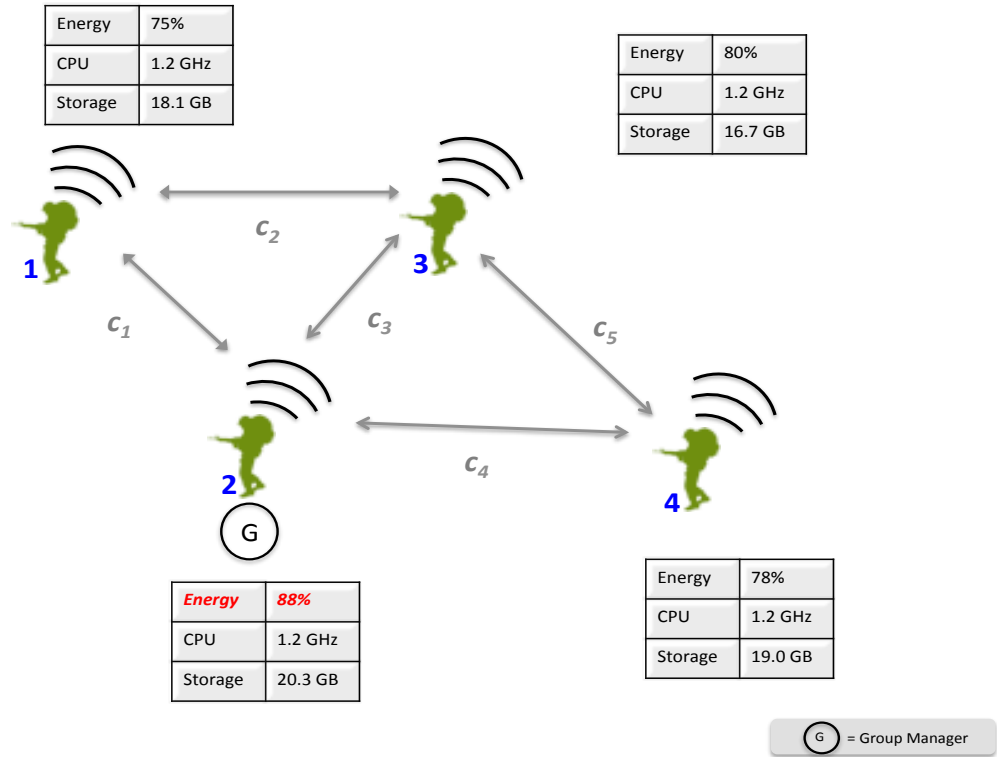 Energy 75%
CPU 1.2 GHz
Storage 18.1 GB
Energy 80%
CPU 1.2 GHz
Storage 16.7 GB
c2
1
3
c1
c3
c5
2
c4
4
G
Energy 88%
CPU 1.2 GHz
Storage 20.3 GB
Energy 78%
CPU 1.2 GHz
Storage 19.0 GB
G = Group Manager